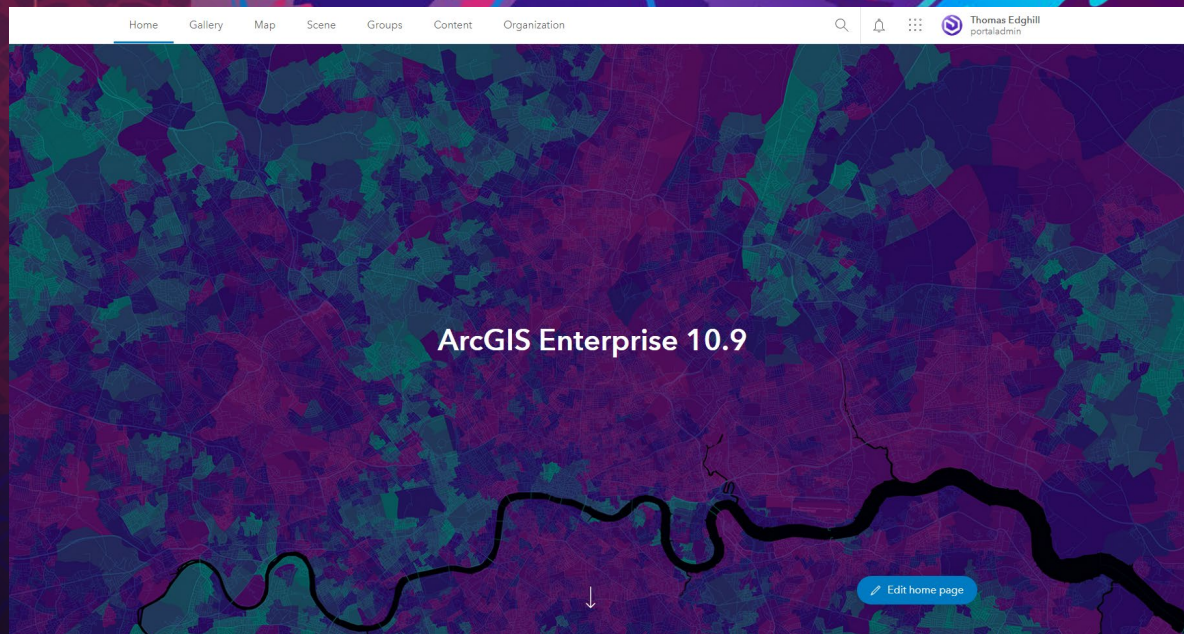 Home Gallery Map Scene Groups Content Organization
Thomas Edghill
portaladmin
ArcGIS Enterprise 10.9
Edit home page